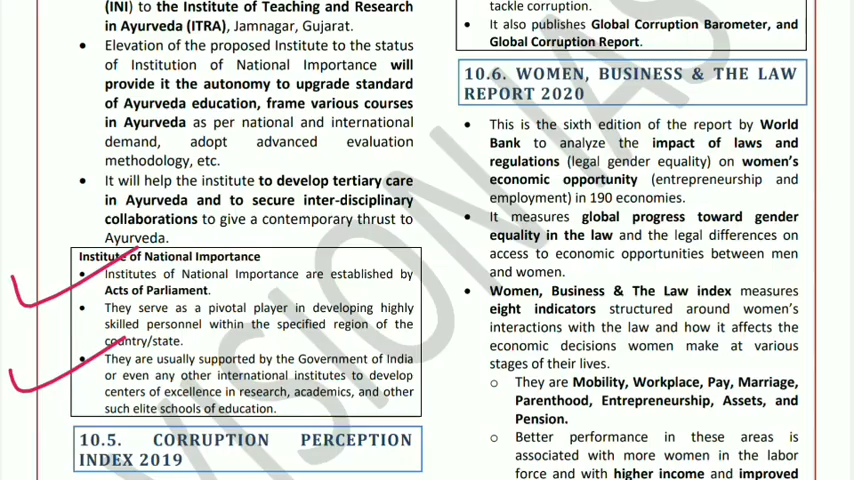 (INI) to the Institute of Teaching and Research
in Ayurveda (ITRA), Jamnagar, Gujarat.
• Elevation of the proposed Institute to the status
of Institution of National Importance will
provide it the autonomy to upgrade standard
of Ayurveda education, frame various courses
in Ayurveda as per national and international
demand, adopt advanced evaluation
methodology, etc.
• It will help the institute to develop tertiary care
in Ayurveda and to secure inter-disciplinary
collaborations to give a contemporary thrust to
Ayurveda.
Institute of National Importance
• Institutes of National Importance are established by
Acts of Parliament.
• They serve as a pivotal player in developing highly
skilled personnel within the specified region of the
country/state.
• They are usually supported by the Government of India
or even any other international institutes to develop
centers of excellence in research, academics, and other
such elite schools of education.
10.5. CORRUPTION PERCEPTION
INDEX 2019
tackle corruption.
• It also publishes Global Corruption Barometer, and
Global Corruption Report.
10.6. WOMEN, BUSINESS & THE LAW
REPORT 2020
• This is the sixth edition of the report by World
Bank to analyze the impact of laws and
regulations (legal gender equality) on women's
economic opportunity (entrepreneurship and
employment) in 190 economies.
• It measures global progress toward gender
equality in the law and the legal differences on
access to economic opportunities between men
and women.
• Women, Business & The Law index measures
eight indicators structured around women's
interactions with the law and how it affects the
economic decisions women make at various
stages of their lives.
o They are Mobility, Workplace, Pay, Marriage,
Parenthood, Entrepreneurship, Assets, and
Pension.
o Better performance in these areas is
associated with more women in the labor
force and with higher income and improved
VISION IAS